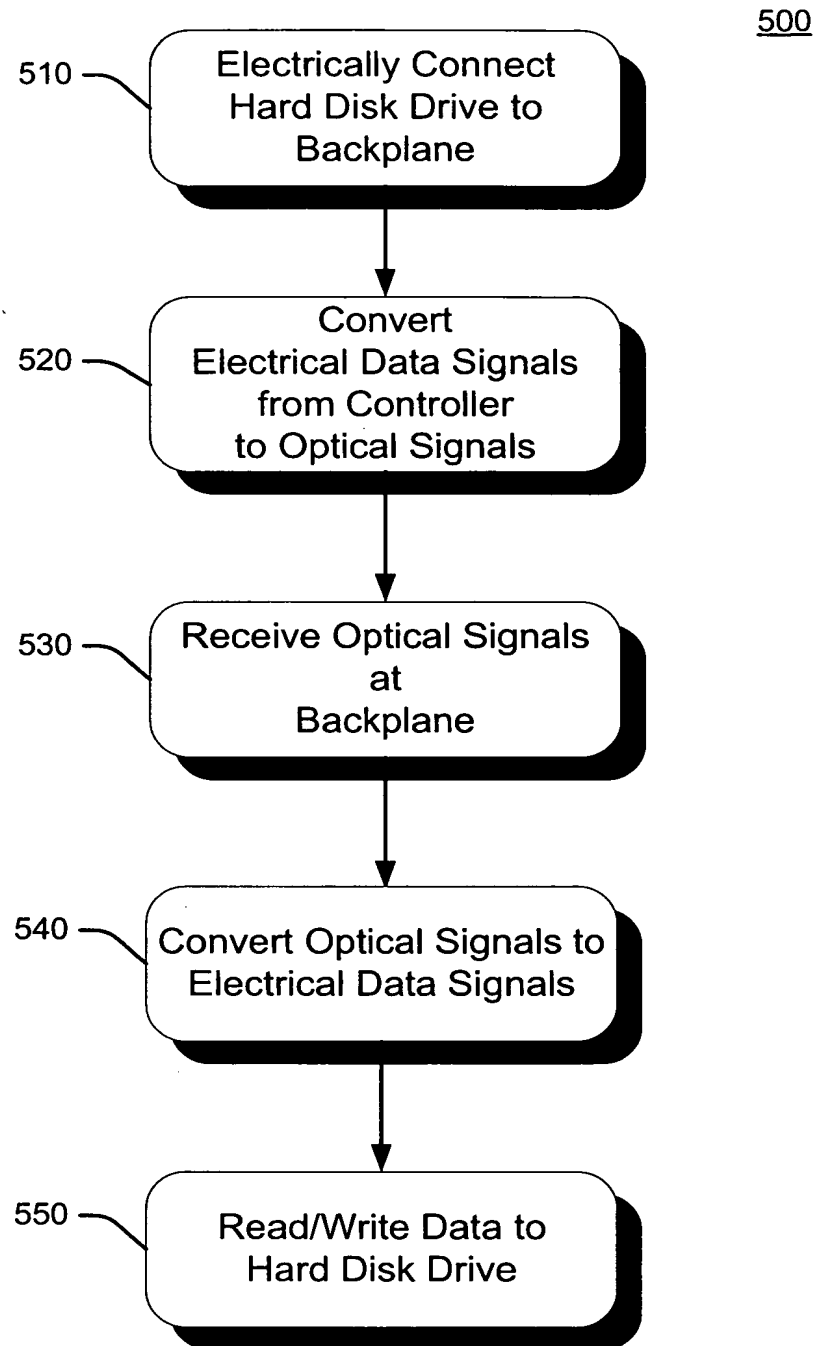 500
510
Electrically Connect
Hard Disk Drive to
Backplane
520
Convert
Electrical Data Signals
from Controller
to Optical Signals
530
Receive Optical Signals
at
Backplane
540
Convert Optical Signals to
Electrical Data Signals
550
Read/Write Data to
Hard Disk Drive